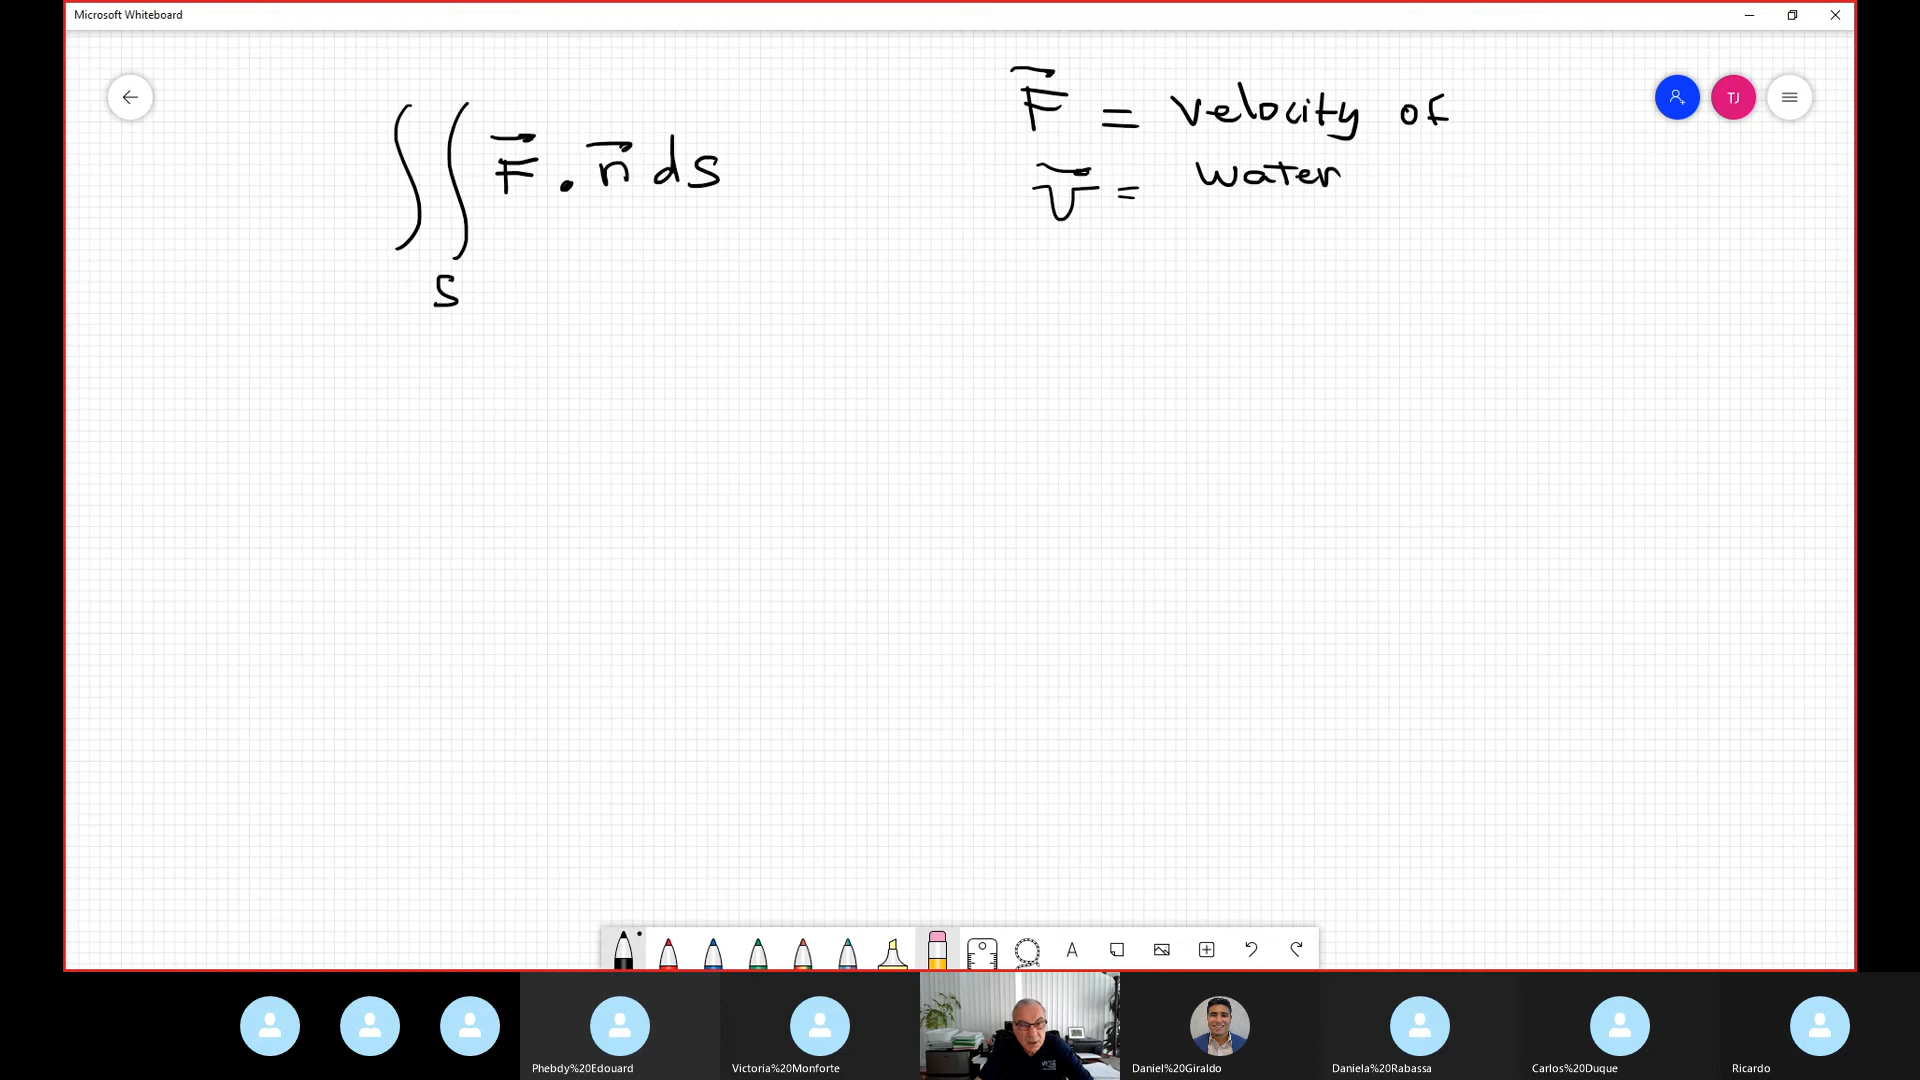 Microsoft Whiteboard
∬ F⃗ . n⃗ ds
S
F⃗ = velocity of
V⃗ = water
TJ
A
Phebdy%20Edouard
Victoria%20Monforte
Daniel%20Giraldo
Daniela%20Rabassa
Carlos%20Duque
Ricardo